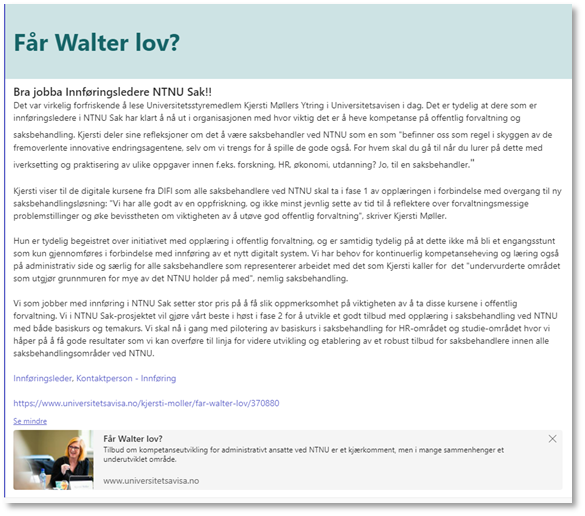 Får Walter lov?
Bra jobba Innføringsledere NTNU Sak!!
Det var virkelig forfriskende å lese Universitetsstyremedlem Kjersti Møllers Ytring i Universitetsavisen i dag. Det er tydelig at dere som er
innføringsledere i NTNU Sak har klart å nå ut i organisasjonen med hvor viktig det er å heve kompetanse på offentlig forvaltning og
saksbehandling. Kjersti deler sine refleksjoner om det å være saksbehandler ved NTNU som en som "befinner oss som regel i skyggen av de
fremoverlente innovative endringsagentene, selv om vi trengs for å spille de gode også. For hvem skal du gå til når du lurer på dette med
iverksetting og praktisering av ulike oppgaver innen f.eks. forskning, HR, økonomi, utdanning? Jo, til en saksbehandler."
Kjersti viser til de digitale kursene fra DIFI som alle saksbehandlere ved NTNU skal ta i fase 1 av opplæringen i forbindelse med overgang til ny
saksbehandlingsløsning: "Vi har alle godt av en oppfriskning, og ikke minst jevnlig sette av tid til å reflektere over forvaltningsmessige
problemstillinger og øke bevisstheten om viktigheten av å utøve god offentlig forvaltning", skriver Kjersti Møller.
Hun er tydelig begeistret over initiativet med opplæring i offentlig forvaltning, og er samtidig tydelig på at dette ikke må bli et engangsstunt
som kun gjennomføres i forbindelse med innføring av et nytt digitalt system. Vi har behov for kontinuerlig kompetanseheving og læring også
på administrativ side og særlig for alle saksbehandlere som representerer arbeidet med det som Kjersti kaller for det "undervurderte området
som utgjør grunnmuren for mye av det NTNU holder på med", nemlig saksbehandling.
Vi som jobber med innføring i NTNU Sak setter stor pris på å få slik oppmerksomhet på viktigheten av å ta disse kursene i offentlig
forvaltning. Vi i NTNU Sak-prosjektet vil gjøre vårt beste i høst i fase 2 for å utvikle et godt tilbud med opplæring i saksbehandling ved NTNU
med både basiskurs og temakurs. Vi skal nå i gang med pilotering av basiskurs i saksbehandling for HR-området og studie-området hvor vi
håper på å få gode resultater som vi kan overføre til linja for videre utvikling og etablering av et robust tilbud for saksbehandlere innen alle
saksbehandlingsområder ved NTNU.
Innføringsleder, Kontaktperson - Innføring
https://www.universitetsavisa.no/kjersti-moller/far-walter-lov/370880
Se mindre
Får Walter lov?
Tilbud om kompetanseutvikling for administrativt ansatte ved NTNU er et kjærkomment, men i mange sammenhenger et
underutviklet område.
www.universitetsavisa.no